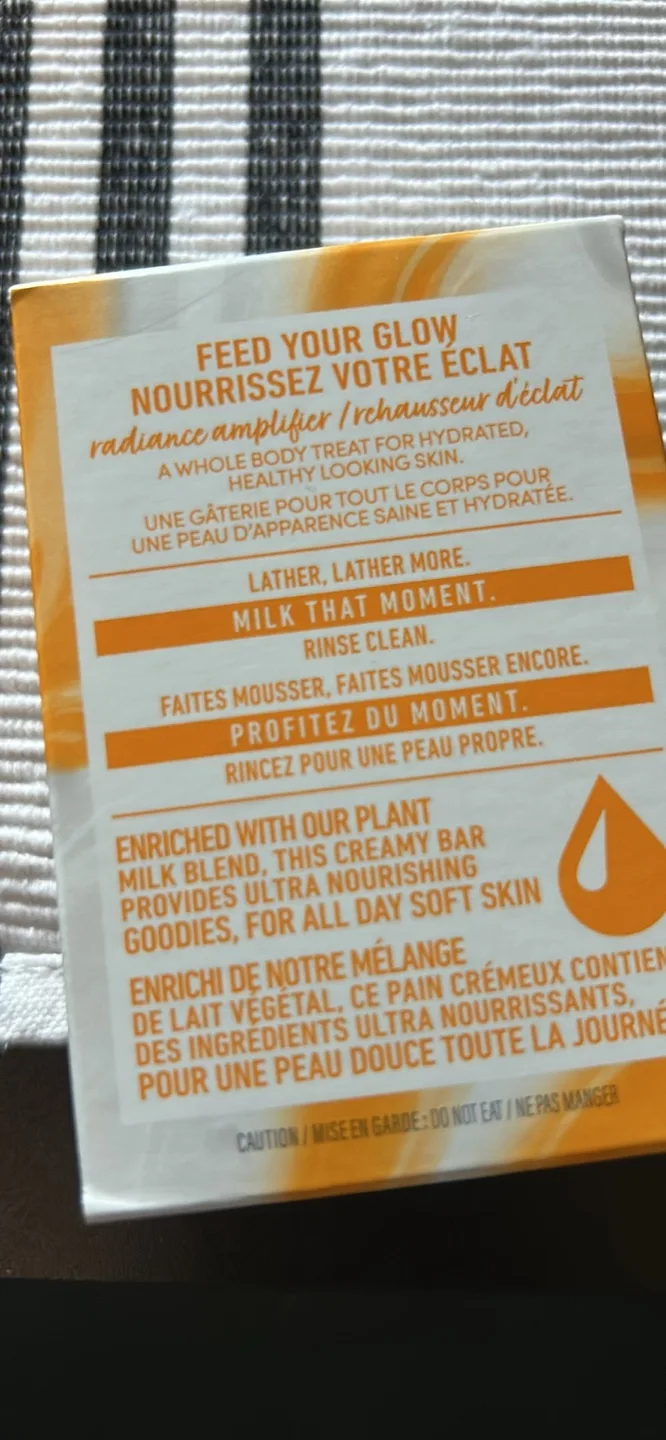 FEED YOUR GLOW
NOURRISSEZ VOTRE ÉCLAT
radiance amplifier / rehausseur d'éclat
A WHOLE BODY TREAT FOR HYDRATED,
HEALTHY LOOKING SKIN.
UNE GÂTERIE POUR TOUT LE CORPS POUR
UNE PEAU D'APPARENCE SAINE ET HYDRATÉE.
LATHER, LATHER MORE.
MILK THAT MOMENT.
RINSE CLEAN.
FAITES MOUSSER, FAITES MOUSSER ENCORE.
PROFITEZ DU MOMENT.
RINCEZ POUR UNE PEAU PROPRE.
ENRICHED WITH OUR PLANT
MILK BLEND, THIS CREAMY BAR
PROVIDES ULTRA NOURISHING
GOODIES, FOR ALL DAY SOFT SKIN
ENRICHI DE NOTRE MÉLANGE
DE LAIT VÉGÉTAL, CE PAIN CRÉMEUX CONTIEN
DES INGRÉDIENTS ULTRA NOURRISSANTS,
POUR UNE PEAU DOUCE TOUTE LA JOURNÉ
CAUTION / MISE EN GARDE : DO NOT EAT / NE PAS MANGER